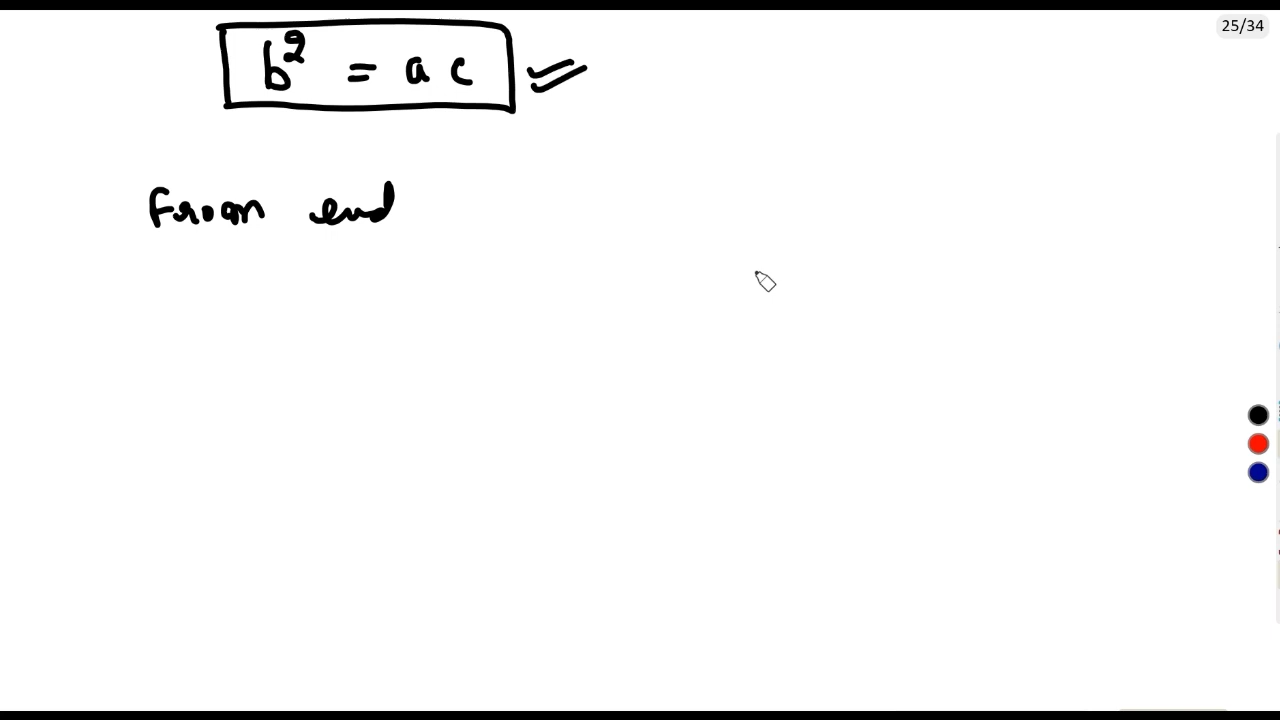 25/34
b² = ac
From end